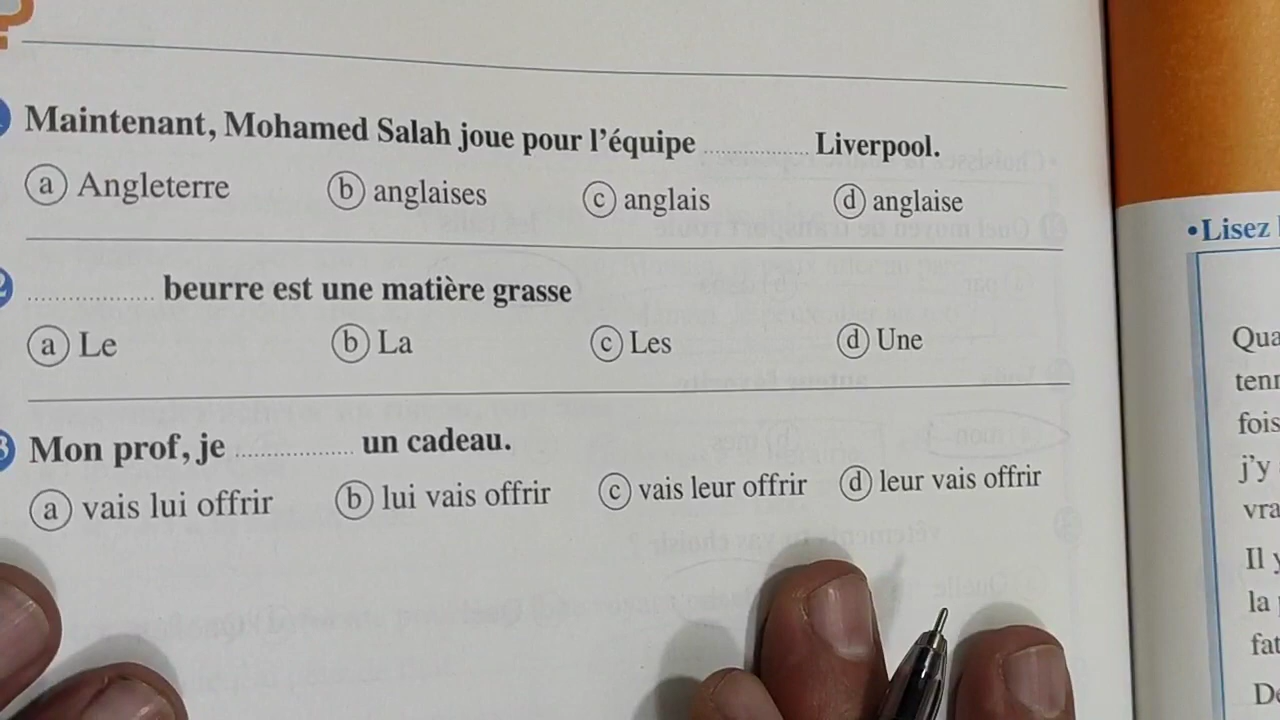 Maintenant, Mohamed Salah joue pour l'équipe .................. Liverpool.
a Angleterre b anglaises c anglais d anglaise
2 .................. beurre est une matière grasse
a Le b La c Les d Une
3 Mon prof, je .................. un cadeau.
a vais lui offrir b lui vais offrir c vais leur offrir d leur vais offrir
•Lisez
Qua
tenn
fois
j'y
vra
Il y
la
fat
De